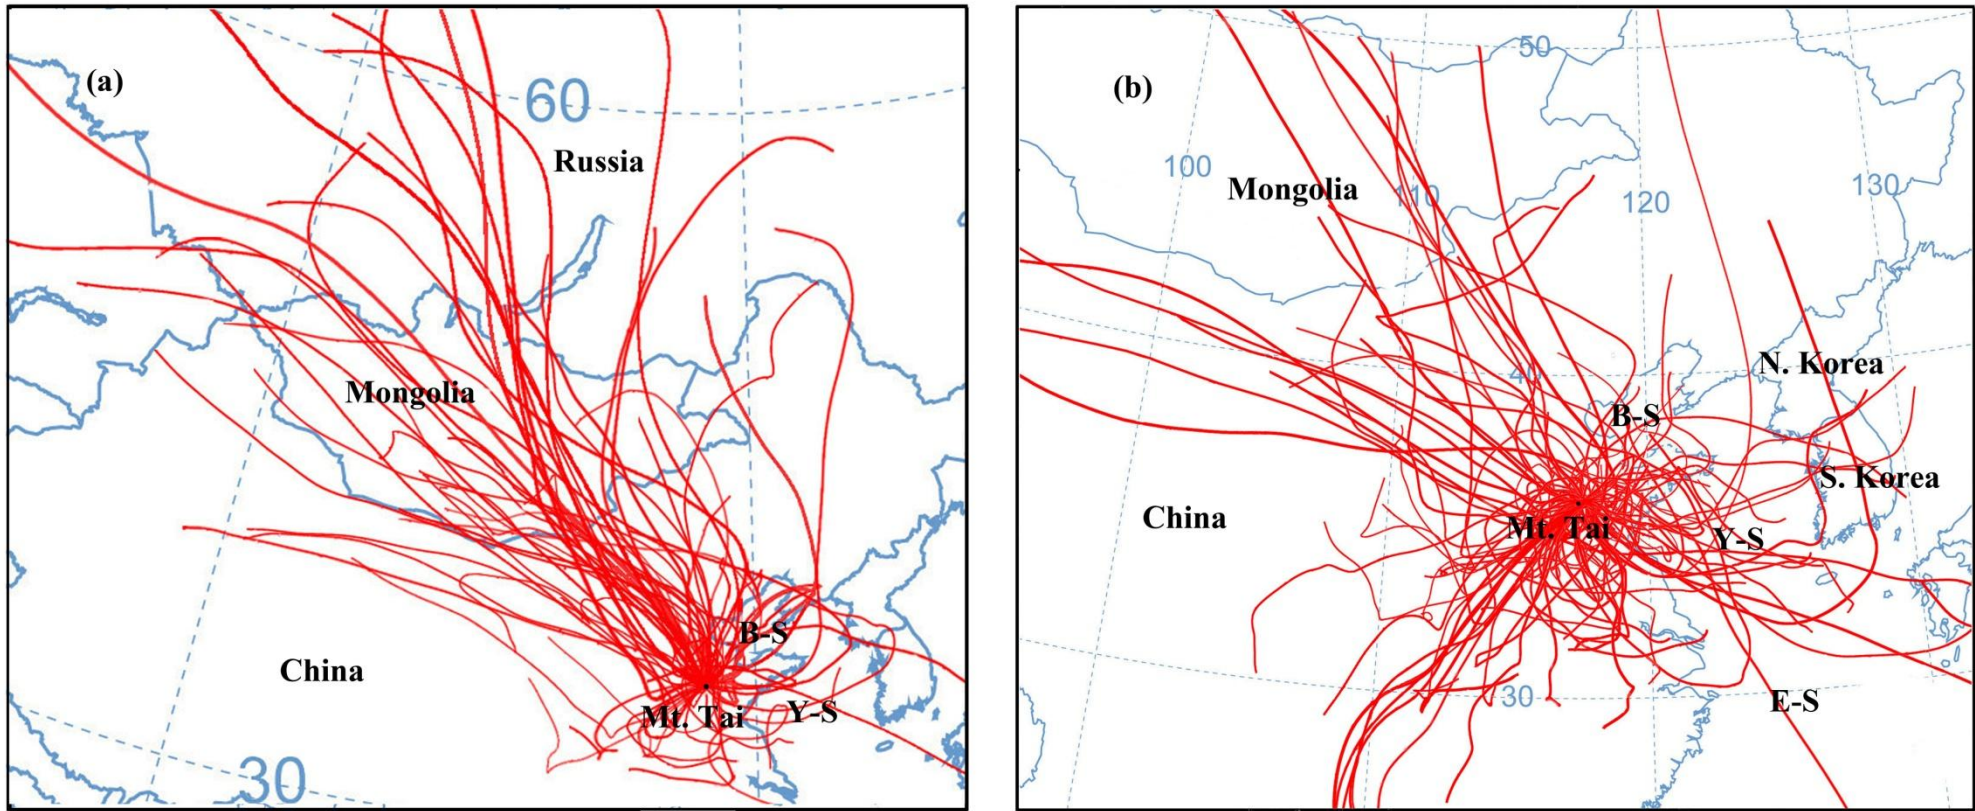 (a)
60
Russia
Mongolia
B-S
China
Mt. Tai
Y-S
30
(b)
50
100
Mongolia
110
130
120
N. Korea
40
B-S
S. Korea
China
Mt. Tai
Y-S
30
E-S